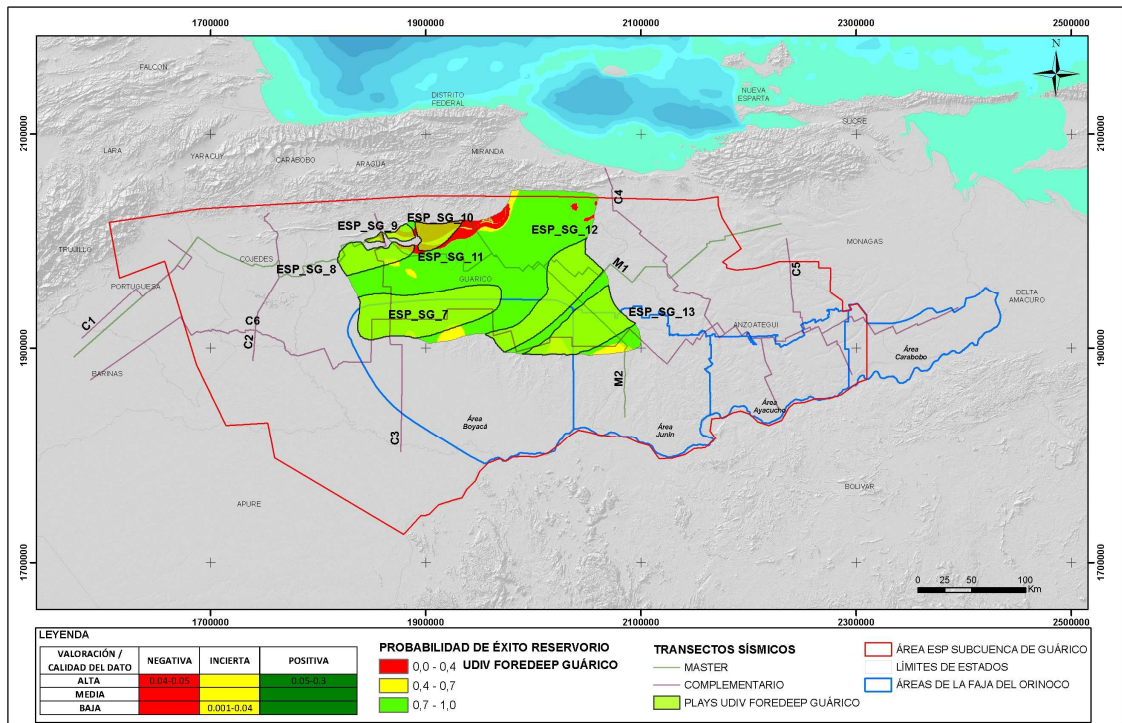 1700000
1900000
2100000
2300000
2500000
N
FALCON
DISTRITO
FEDERAL
NUEVA
ESPARTA
SUCRE
2100000
2100000
LARA
YARACUY
CARABOBO
ARAGUA
MIRANDA
C4
ESP_SG_10
ESP_SG_9
TRUJILLO
COJEDES
ESP_SG_12
MONAGAS
ESP_SG_11
ESP_SG_8
GUÁRICO
M1
C5
PORTUGUESA
DELTA
AMACURO
ESP_SG_7
ESP_SG_13
C1
C6
C2
ANZOATEGUI
1900000
1900000
Área
Carabobo
BARINAS
M2
Área
Boyacá
Área
Junín
Área
Ayacucho
C3
BOLIVAR
APURE
1700000
1700000
0 25 50 100
Km
1700000
1900000
2100000
2300000
2500000
LEYENDA
VALORACIÓN /
CALIDAD DEL DATO
NEGATIVA
INCIERTA
POSITIVA
ALTA
0.04-0.05
0.05-0.3
MEDIA
BAJA
0.001-0.04
PROBABILIDAD DE ÉXITO RESERVORIO
UDIV FOREDEEP GUÁRICO
0,0 - 0,4
0,4 - 0,7
0,7 - 1,0
TRANSECTOS SÍSMICOS
MASTER
COMPLEMENTARIO
PLAYS UDIV FOREDEEP GUÁRICO
ÁREA ESP SUBCUENCA DE GUÁRICO
LÍMITES DE ESTADOS
ÁREAS DE LA FAJA DEL ORINOCO